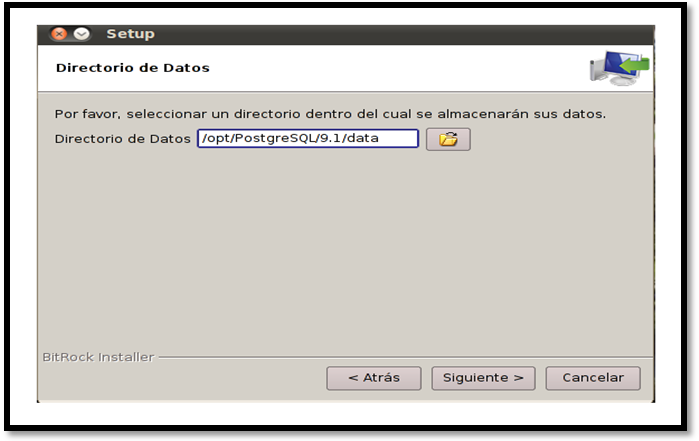 Setup
Directorio de Datos
Por favor, seleccionar un directorio dentro del cual se almacenarán sus datos.
Directorio de Datos /opt/PostgreSQL/9.1/data
BitRock Installer
< Atrás Siguiente > Cancelar